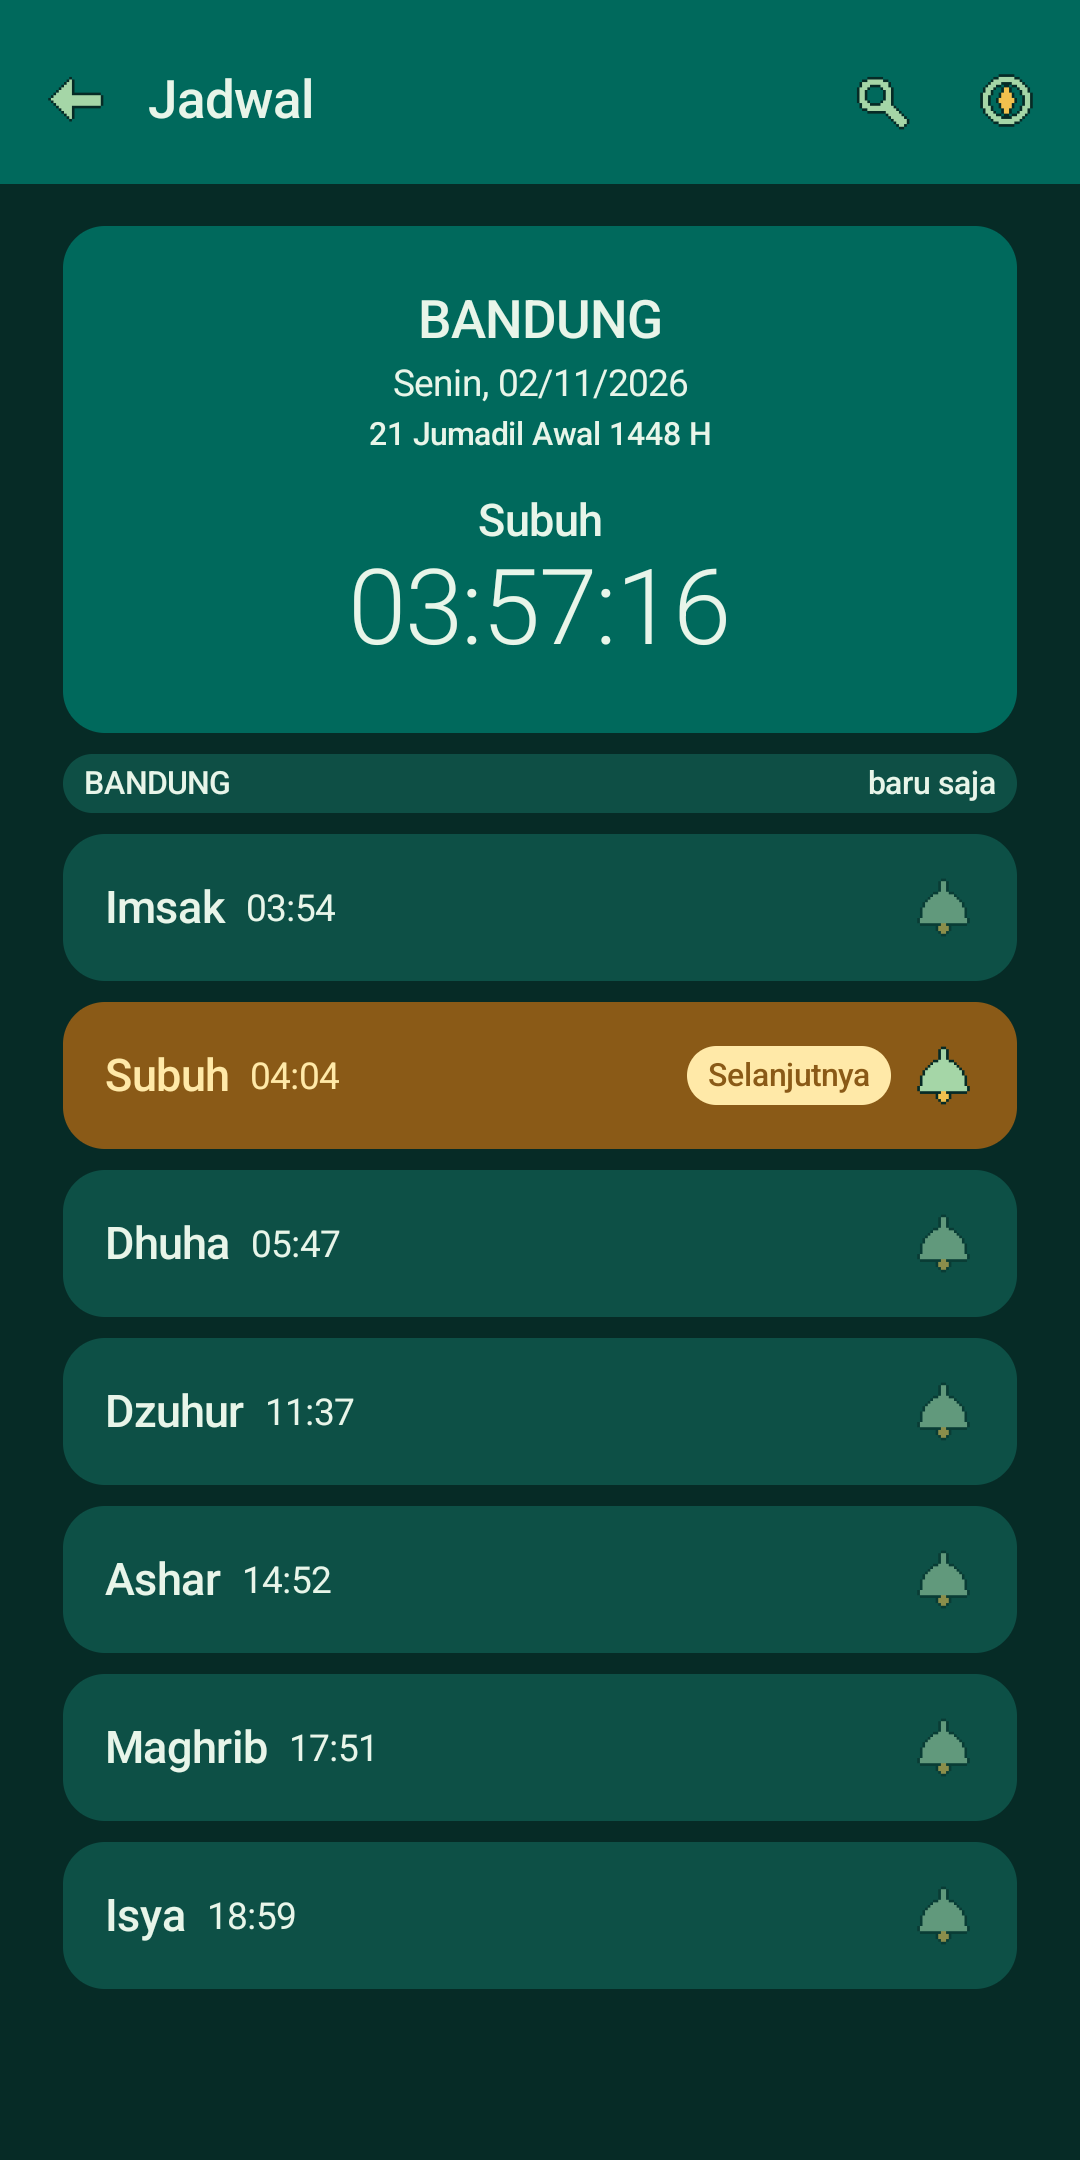 Jadwal
BANDUNG
Senin, 02/11/2026
21 Jumadil Awal 1448 H
Subuh
03:57:16
BANDUNG baru saja
Imsak 03:54
Subuh 04:04 Selanjutnya
Dhuha 05:47
Dzuhur 11:37
Ashar 14:52
Maghrib 17:51
Isya 18:59